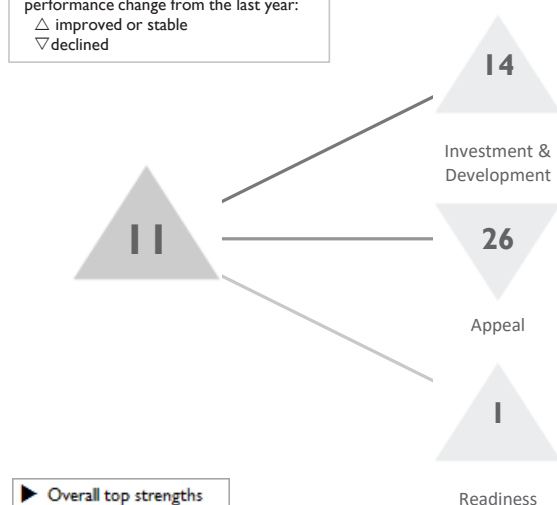 performance change from the last year:
△ improved or stable
▽ declined
14
Investment &
Development
11
26
Appeal
1
Readiness
▶ Overall top strengths